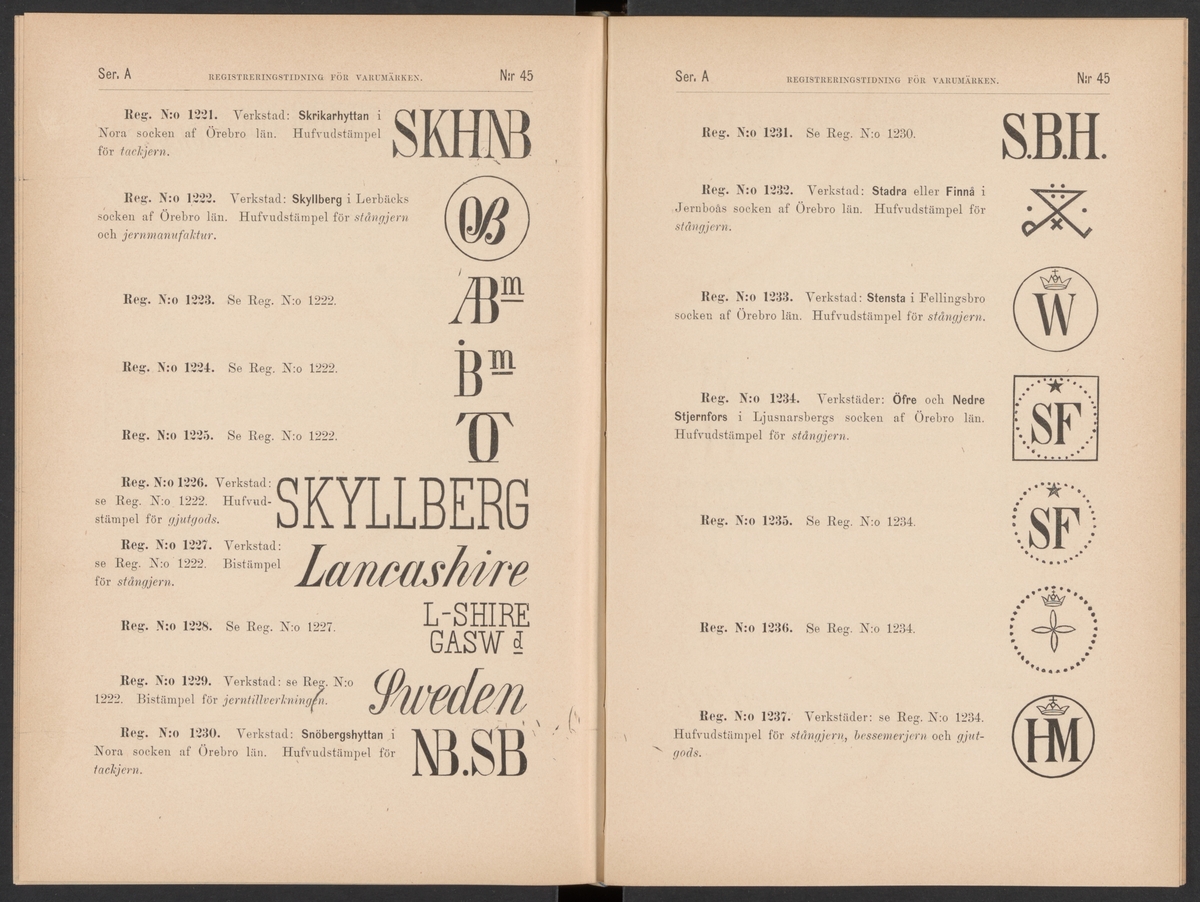 Ser. A REGISTRERINGSTIDNING FÖR VARUMÄRKEN. N:r 45
Reg. N:o 1221. Verkstad: Skrikarhyttan i
Nora socken af Örebro län. Hufvudstämpel
för tackjern.
SKHNB
Reg. N:o 1222. Verkstad: Skyllberg i Lerbäcks
socken af Örebro län. Hufvudstämpel för stångjern
och jernmanufaktur.
OB
Reg. N:o 1223. Se Reg. N:o 1222.
ÆBm
Reg. N:o 1224. Se Reg. N:o 1222.
Ḃm
Reg. N:o 1225. Se Reg. N:o 1222.
Reg. N:o 1226. Verkstad:
se Reg. N:o 1222. Hufvud-
stämpel för gjutgods.
SKYLLBERG
Reg. N:o 1227. Verkstad:
se Reg. N:o 1222. Bistämpel
för stångjern.
Lancashire
Reg. N:o 1228. Se Reg. N:o 1227.
L-SHIRE
GASW d
Reg. N:o 1229. Verkstad: se Reg. N:o
1222. Bistämpel för jerntillverkningen.
Sweden
Reg. N:o 1230. Verkstad: Snöbergshyttan i
Nora socken af Örebro län. Hufvudstämpel för
tackjern.
NB.SB
Ser. A REGISTRERINGSTIDNING FÖR VARUMÄRKEN. N:r 45
Reg. N:o 1231. Se Reg. N:o 1230.
S.B.H.
Reg. N:o 1232. Verkstad: Stadra eller Finnå i
Jernboås socken af Örebro län. Hufvudstämpel för
stångjern.
Reg. N:o 1233. Verkstad: Stensta i Fellingsbro
socken af Örebro län. Hufvudstämpel för stångjern.
W
Reg. N:o 1234. Verkstäder: Öfre och Nedre
Stjernfors i Ljusnarsbergs socken af Örebro län.
Hufvudstämpel för stångjern.
SF
Reg. N:o 1235. Se Reg. N:o 1234.
SF
Reg. N:o 1236. Se Reg. N:o 1234.
Reg. N:o 1237. Verkstäder: se Reg. N:o 1234.
Hufvudstämpel för stångjern, bessemerjern och gjut-
gods.
HM